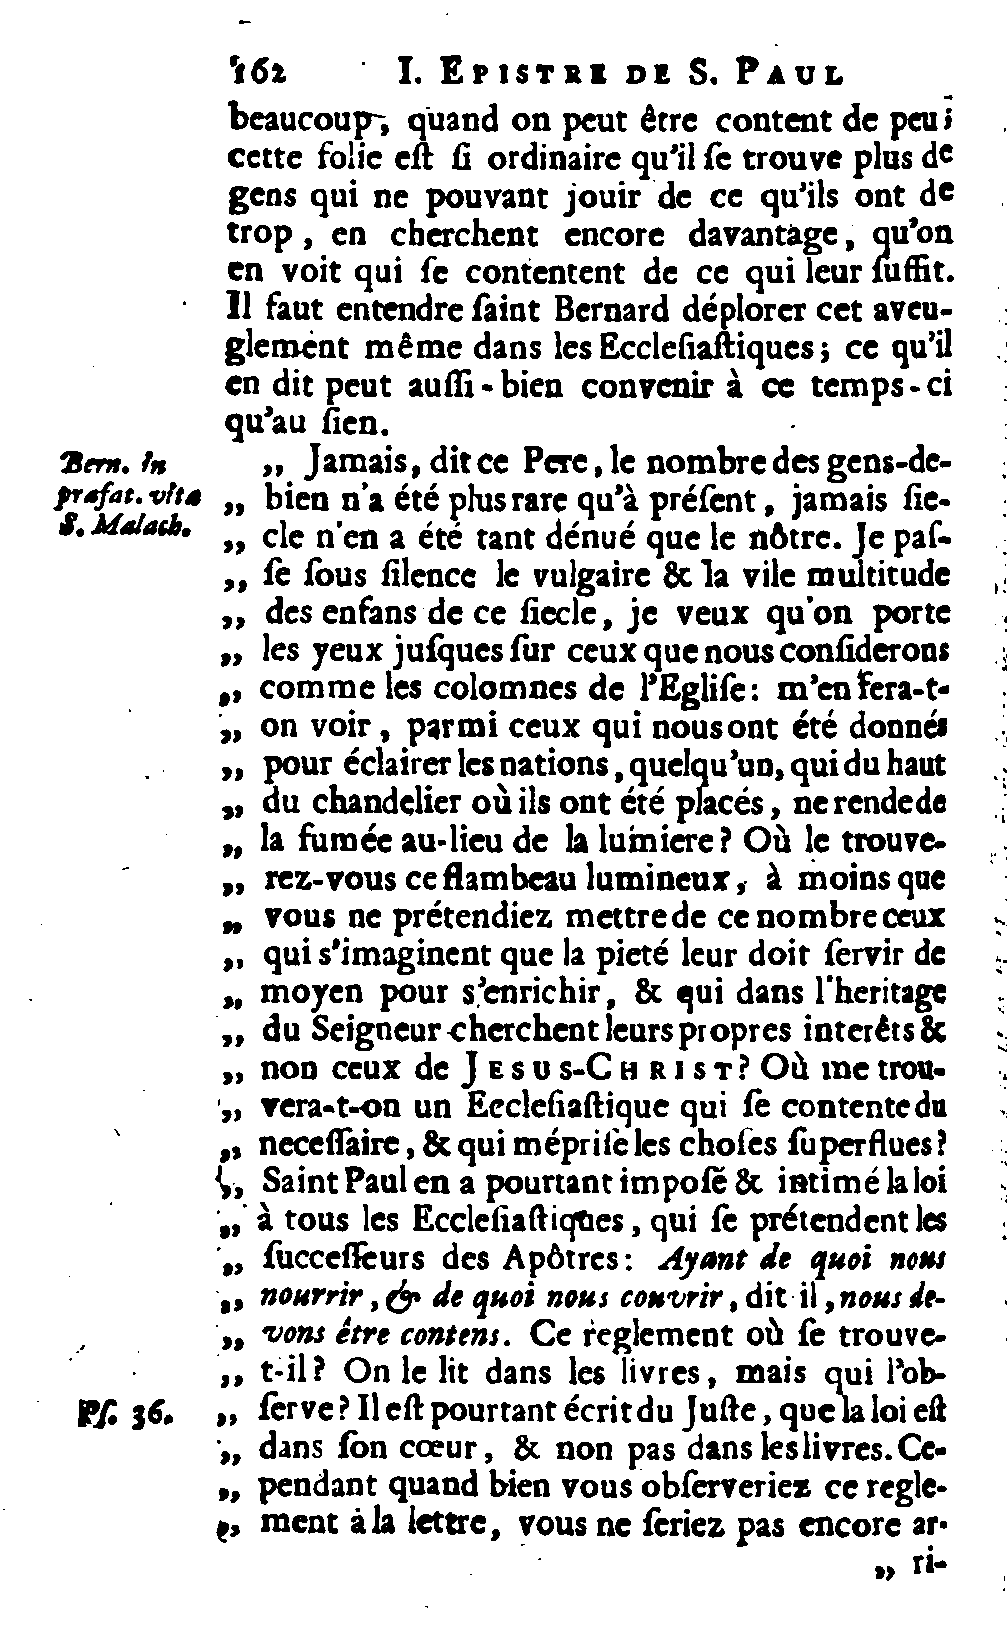 162 I. EPISTRE DE S. PAUL
beaucoup, quand on peut être content de peu;
cette folie eſt ſi ordinaire qu'il ſe trouve plus de
gens qui ne pouvant jouir de ce qu'ils ont de
trop, en cherchent encore davantage, qu'on
en voit qui ſe contentent de ce qui leur ſuffit.
Il faut entendre ſaint Bernard déplorer cet aveu-
glement même dans les Eccleſiaſtiques; ce qu'il
en dit peut auſſi-bien convenir à ce temps-ci
qu'au ſien.
Bern. in
præfat. vita
S. Malach.
„ Jamais, dit ce Pere, le nombre des gens-de-
„ bien n'a été plus rare qu'à préſent, jamais ſie-
„ cle n'en a été tant dénué que le nôtre. Je paſ-
„ ſe ſous ſilence le vulgaire & la vile multitude
„ des enfans de ce ſiecle, je veux qu'on porte
„ les yeux juſques ſur ceux que nous conſiderons
„ comme les colomnes de l'Egliſe: m'en fera-t-
„ on voir, parmi ceux qui nous ont été donnés
„ pour éclairer les nations, quelqu'un, qui du haut
„ du chandelier où ils ont été placés, ne rende de
„ la fumée au-lieu de la lumiere? Où le trouve-
„ rez-vous ce flambeau lumineux, à moins que
„ vous ne prétendiez mettre de ce nombre ceux
„ qui s'imaginent que la pieté leur doit ſervir de
„ moyen pour s'enrichir, & qui dans l'heritage
„ du Seigneur cherchent leurs propres interêts &
„ non ceux de JESUS-CHRIST? Où me trou-
„ vera-t-on un Eccleſiaſtique qui ſe contente du
„ neceſſaire, & qui mépriſe les choſes ſuperflues?
„ Saint Paul en a pourtant impoſé & intimé la loi
„ à tous les Eccleſiaſtiques, qui ſe prétendent les
„ ſucceſſeurs des Apôtres: Ayant de quoi nous
„ nourrir, & de quoi nous couvrir, dit il, nous de-
„ vons être contens. Ce reglement où ſe trouve-
„ t-il? On le lit dans les livres, mais qui l'ob-
Pſ. 36. „ ſerve? Il eſt pourtant écrit du Juſte, que la loi eſt
„ dans ſon cœur, & non pas dans les livres. Ce-
„ pendant quand bien vous obſerveriez ce regle-
„ ment à la lettre, vous ne ſeriez pas encore ar-
„ ri-